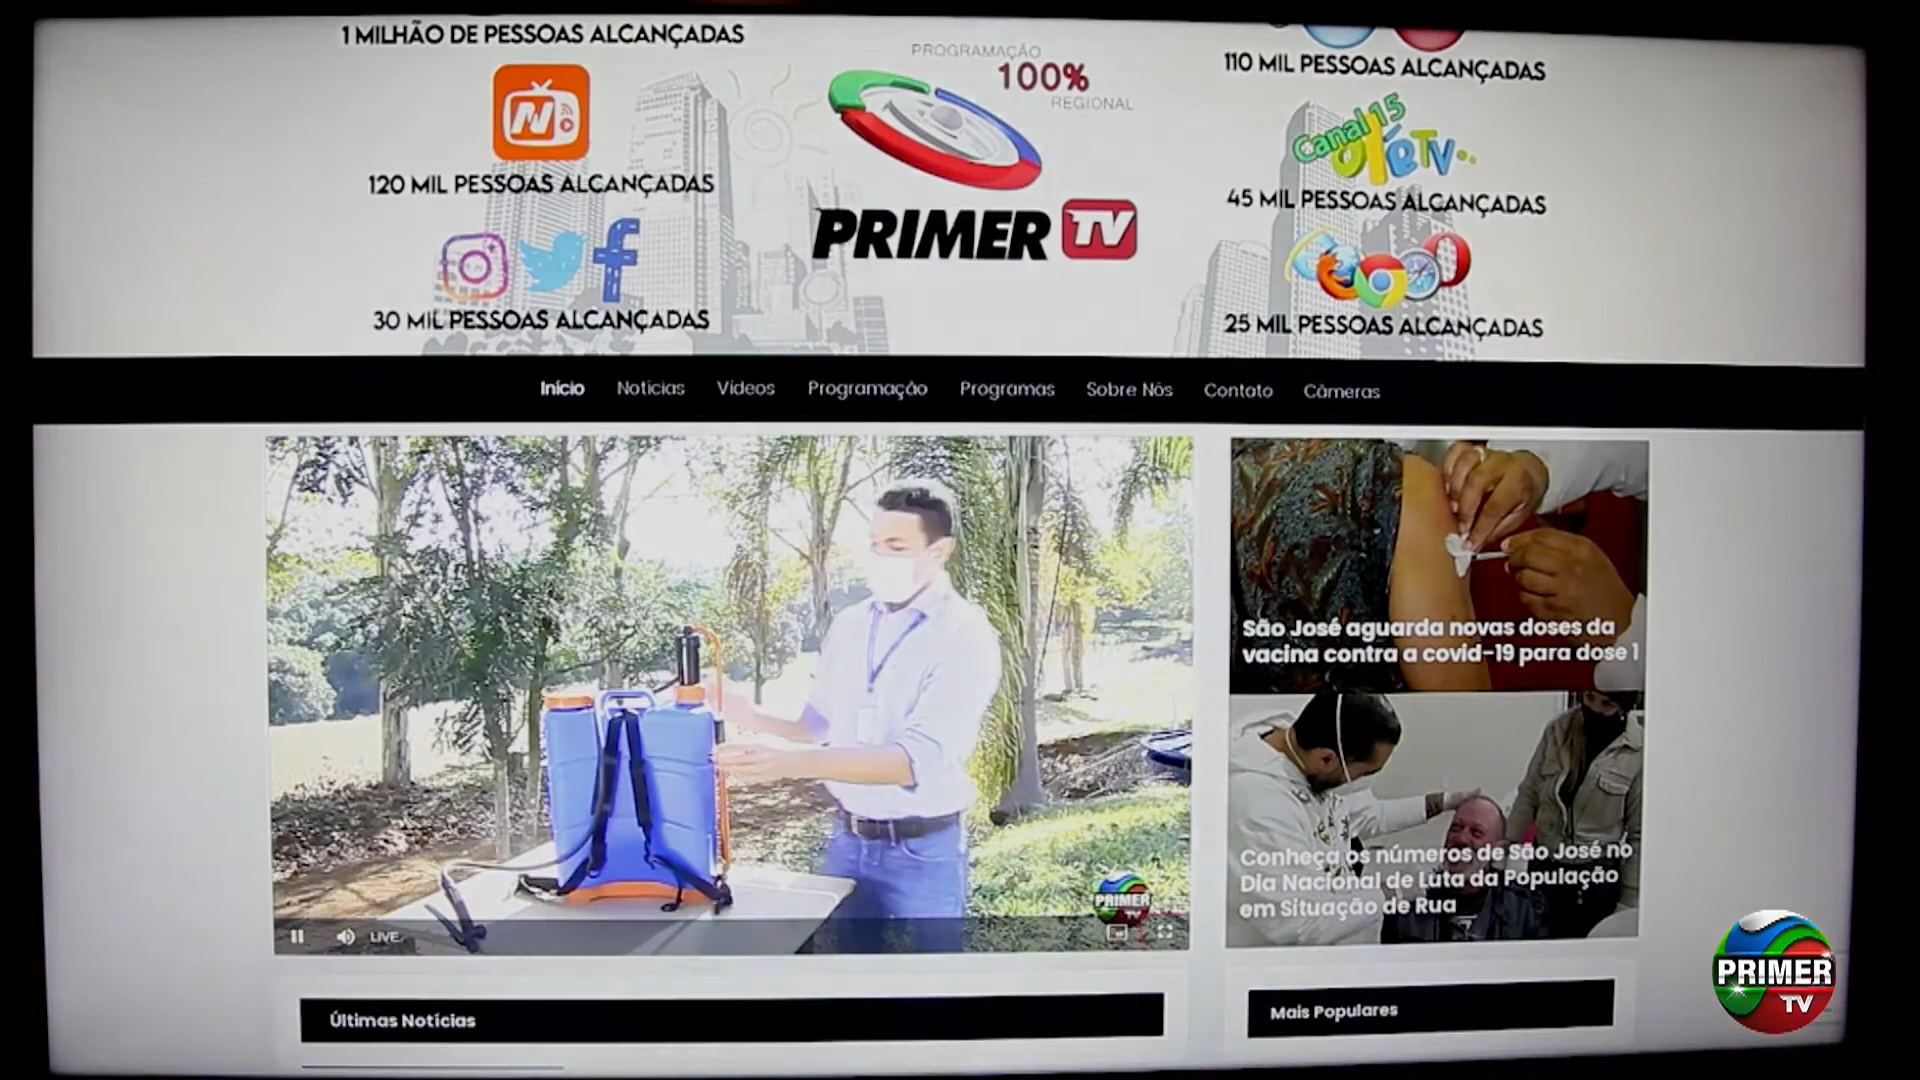 1 MILHÃO DE PESSOAS ALCANÇADAS
120 MIL PESSOAS ALCANÇADAS
30 MIL PESSOAS ALCANÇADAS
PROGRAMAÇÃO
100%
REGIONAL
PRIMER TV
110 MIL PESSOAS ALCANÇADAS
Canal 15
OléTV
45 MIL PESSOAS ALCANÇADAS
25 MIL PESSOAS ALCANÇADAS
Início Notícias Vídeos Programação Programas Sobre Nós Contato Câmeras
São José aguarda novas doses da
vacina contra a covid-19 para dose 1
Conheça os números de São José no
Dia Nacional de Luta da População
em Situação de Rua
PRIMER
TV
LIVE
Últimas Notícias
Mais Populares
PRIMER
TV